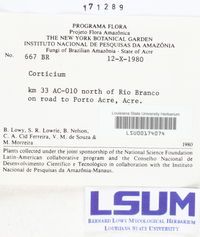 171289
PROGRAMA FLORA
Projeto Flora Amazônica
THE NEW YORK BOTANICAL GARDEN
INSTITUTO NACIONAL DE PESQUISAS DA AMAZÔNIA
Fungi of Brazilian Amazônia - State of Acre
No. 667 BR 12-X-1980
Corticium
km 33 AC-010 north of Rio Branco
on road to Porto Acre, Acre.
Louisiana State University Herbarium
B. Lowy, S. R. Lowrie, B. Nelson,
C. A. Cid Ferreira, V. M. de Souza &
M. Morreira 1980
Plants collected under the joint sponsorship of the National Science Foundation
Latin-American collaborative program and the Conselho Nacional de
Desenvolvimento Científico e Tecnológico in collaboration with the Instituto
Nacional de Pesquisas da Amazônia-Manaus.
LSUM
BERNARD LOWY MYCOLOGICAL HERBARIUM
LOUISIANA STATE UNIVERSITY